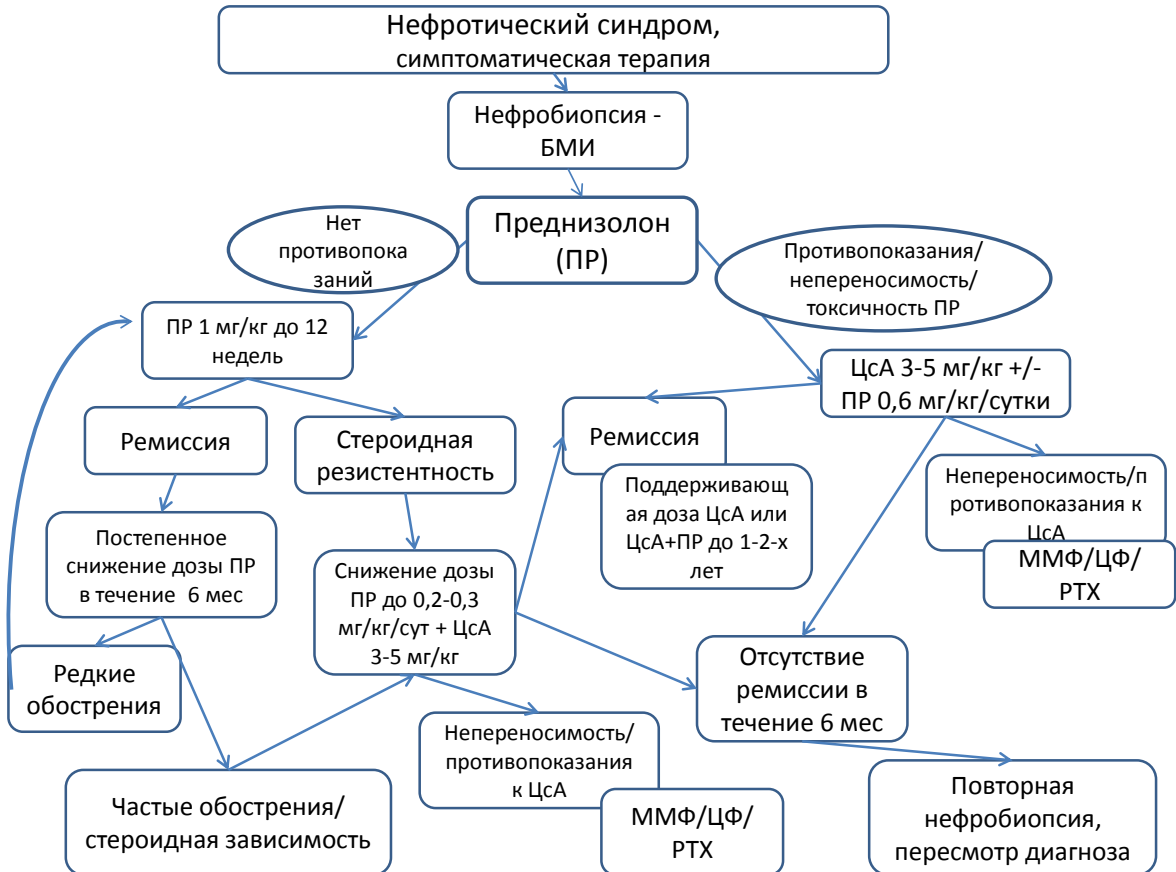 Нефротический синдром,
симптоматическая терапия
Нефробиопсия -
БМИ
Преднизолон
(ПР)
Нет
противопока
заний
Противопоказания/
непереносимость/
токсичность ПР
ПР 1 мг/кг до 12
недель
ЦсА 3-5 мг/кг +/-
ПР 0,6 мг/кг/сутки
Ремиссия
Стероидная
резистентность
Ремиссия
Поддерживающ
ая доза ЦсА или
ЦсА+ПР до 1-2-х
лет
Непереносимость/п
ротивопоказания к
ЦсА
ММФ/ЦФ/
РТХ
Постепенное
снижение дозы ПР
в течение 6 мес
Снижение дозы
ПР до 0,2-0,3
мг/кг/сут + ЦсА
3-5 мг/кг
Редкие
обострения
Отсутствие
ремиссии в
течение 6 мес
Непереносимость/
противопоказания
к ЦсА
ММФ/ЦФ/
РТХ
Частые обострения/
стероидная зависимость
Повторная
нефробиопсия,
пересмотр диагноза